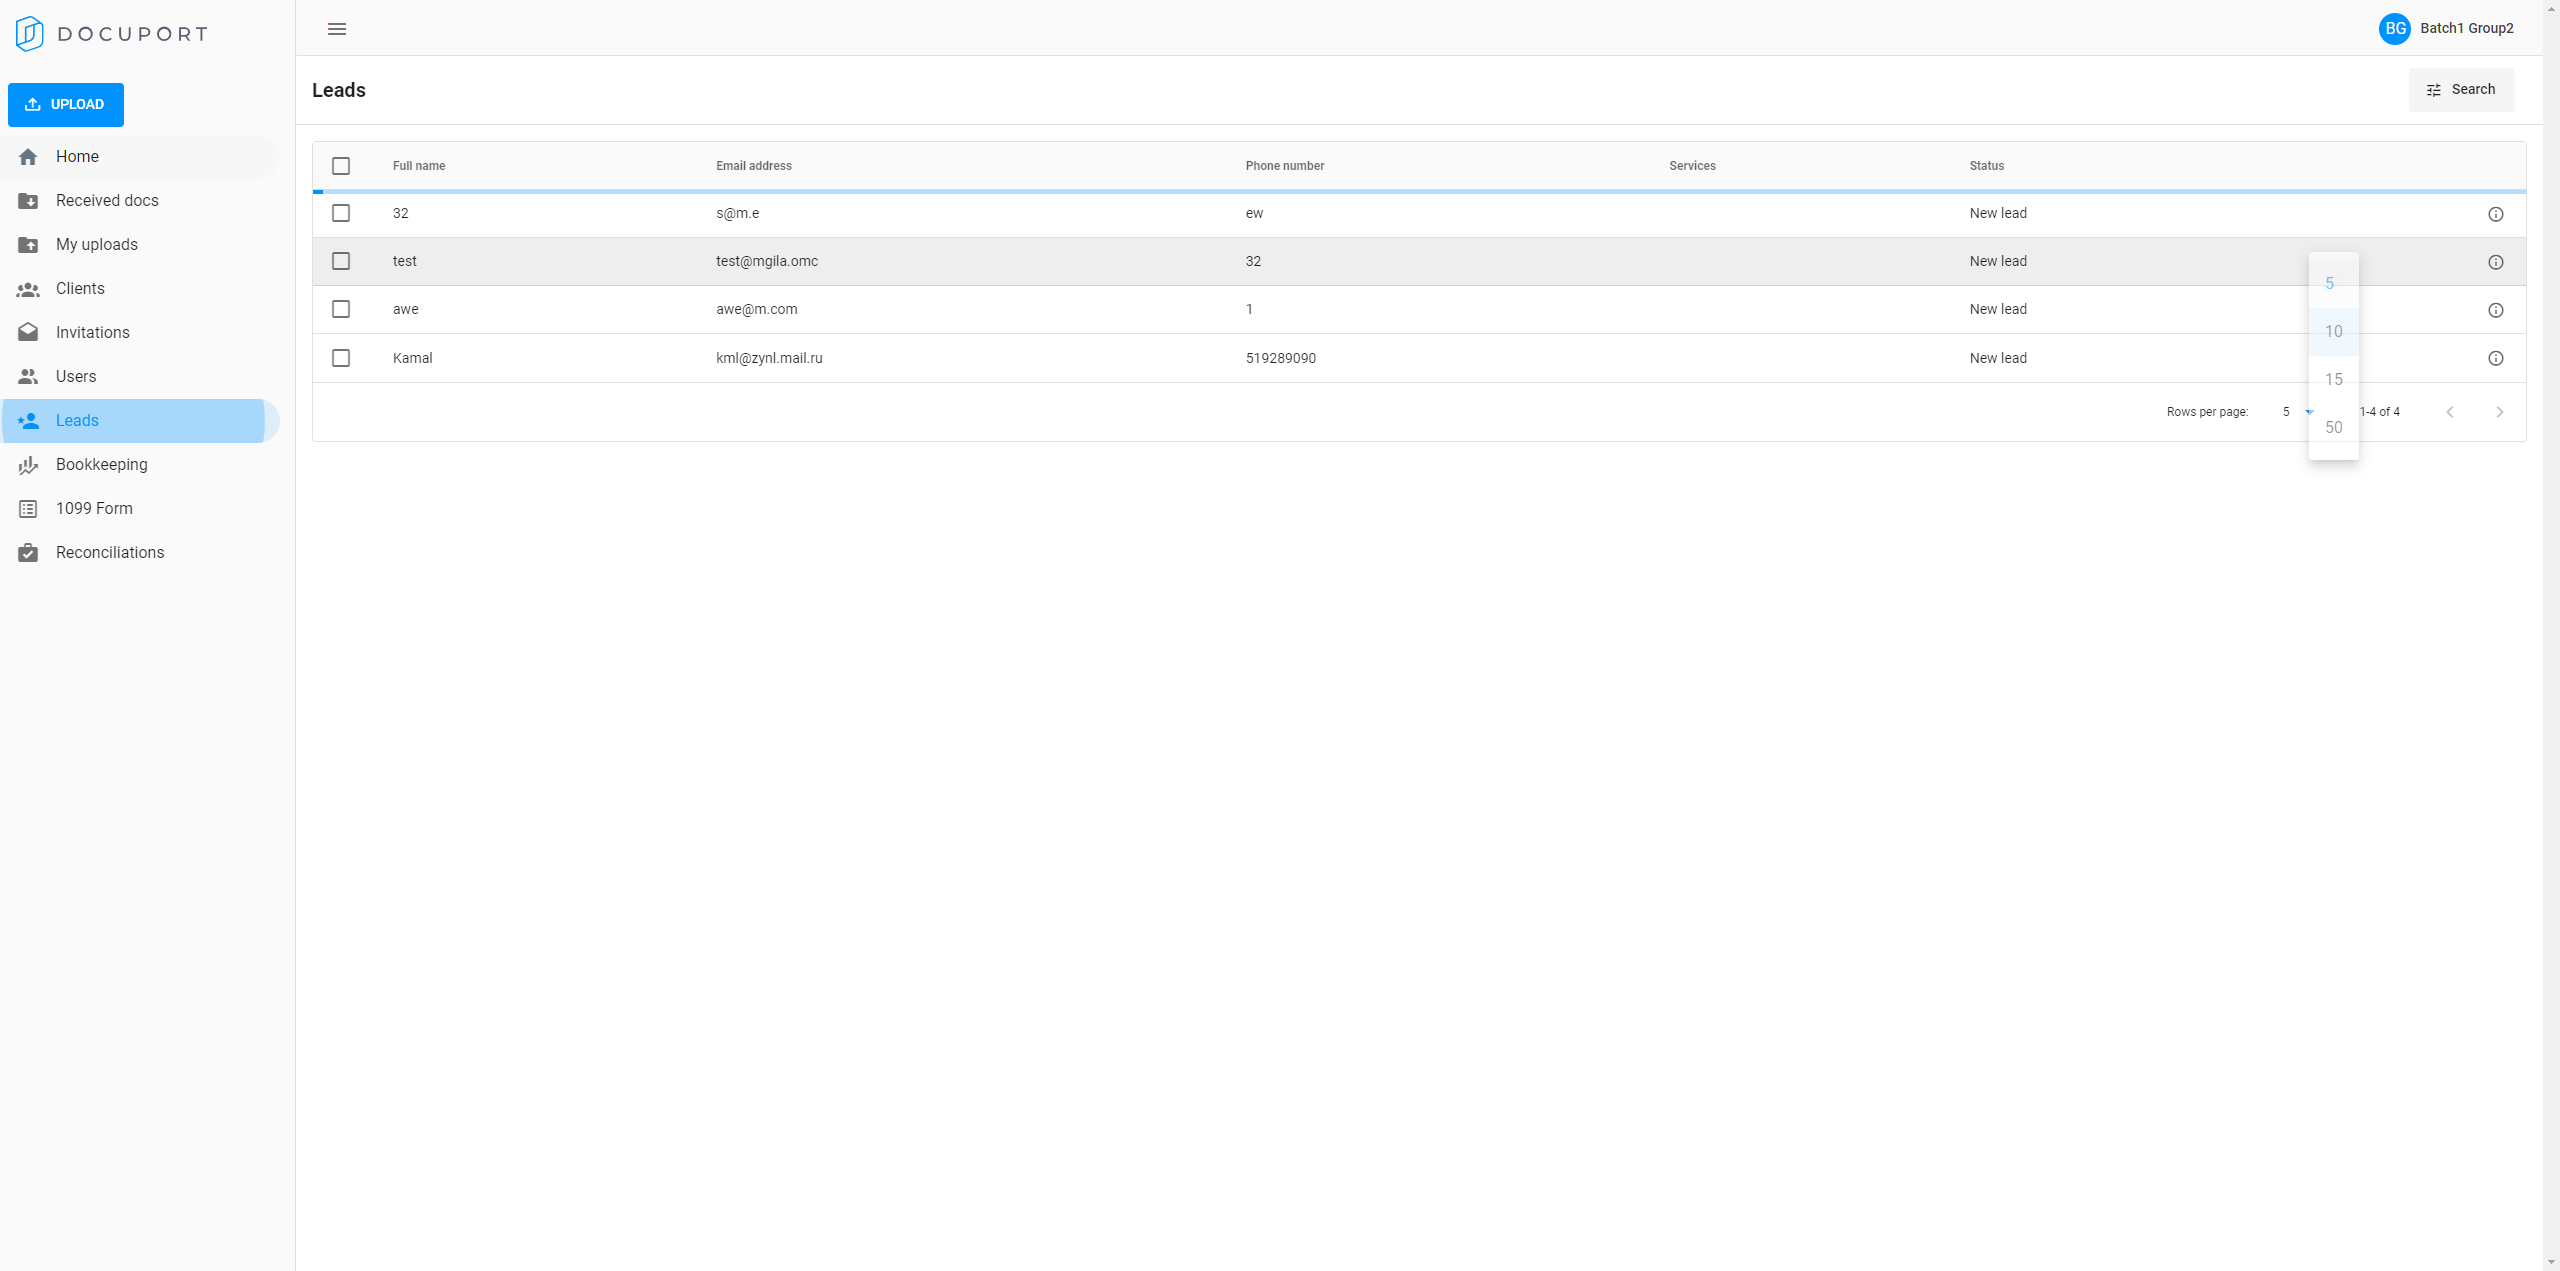 DOCUPORT
BG Batch1 Group2
UPLOAD
Leads
Search
Home
Received docs
My uploads
Clients
Invitations
Users
Leads
Bookkeeping
1099 Form
Reconciliations
Full name Email address Phone number Services Status
32 s@m.e ew New lead
test test@mgila.omc 32 New lead
awe awe@m.com 1 New lead
Kamal kml@zynl.mail.ru 519289090 New lead
Rows per page: 5 1-4 of 4
5
10
15
50